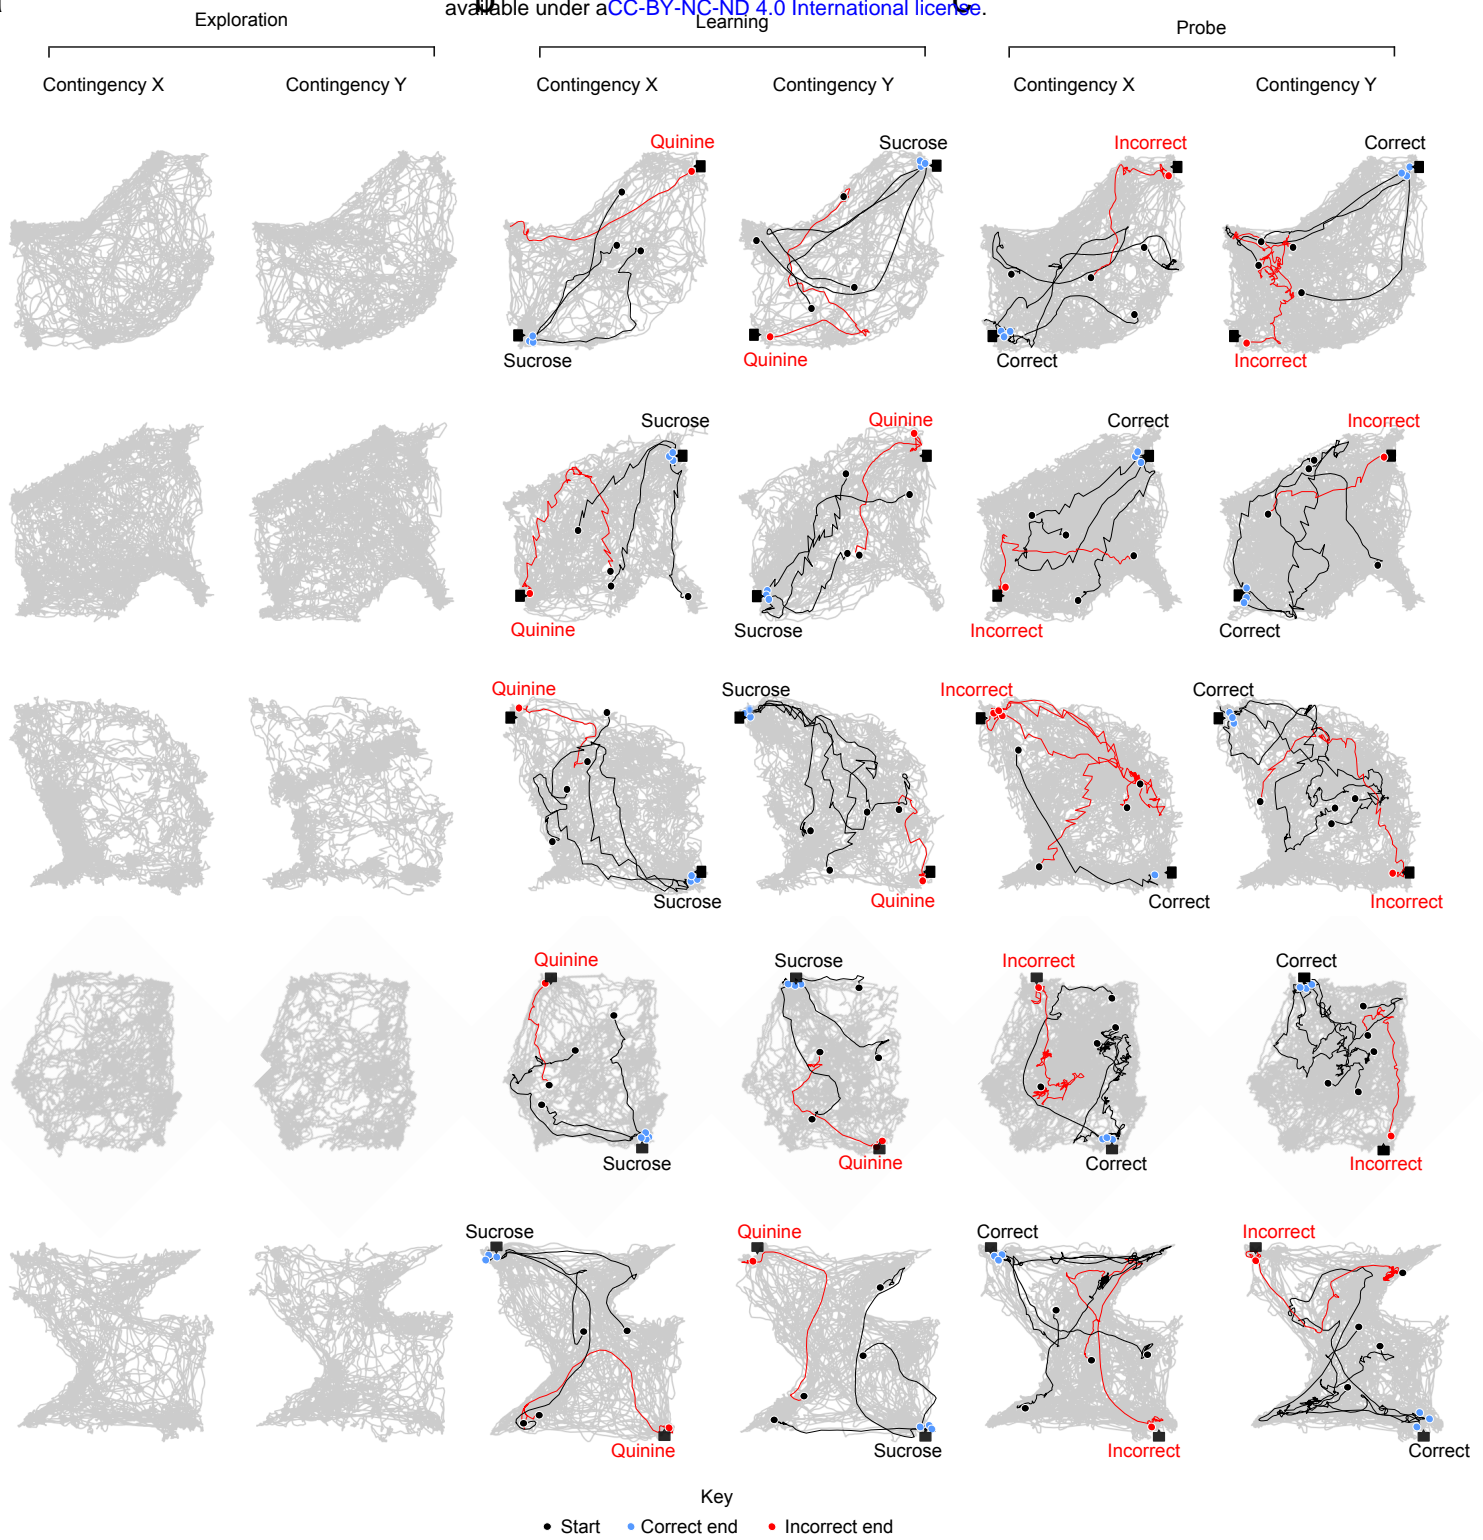 available under aCC-BY-NC-ND 4.0 International license.
Exploration
Learning
Probe
Contingency X
Contingency Y
Contingency X
Contingency Y
Contingency X
Contingency Y
Quinine
Sucrose
Incorrect
Correct
Sucrose
Quinine
Correct
Incorrect
Sucrose
Quinine
Correct
Incorrect
Quinine
Sucrose
Incorrect
Correct
Quinine
Sucrose
Incorrect
Correct
Sucrose
Quinine
Correct
Incorrect
Quinine
Sucrose
Incorrect
Correct
Sucrose
Quinine
Correct
Incorrect
Sucrose
Quinine
Correct
Incorrect
Quinine
Sucrose
Incorrect
Correct
Key
Start
Correct end
Incorrect end